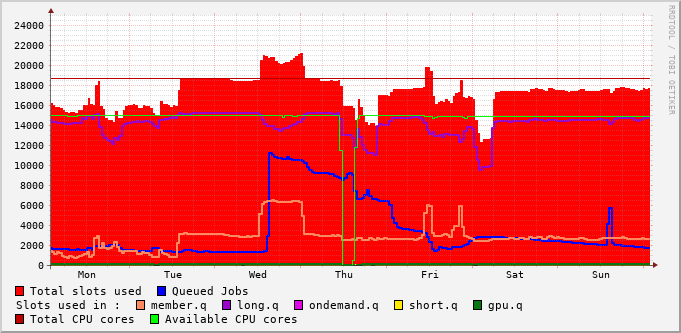 RRDTOOL / TOBI OETIKER
24000
22000
20000
18000
16000
14000
12000
10000
8000
6000
4000
2000
0
Mon Tue Wed Thu Fri Sat Sun
Total slots used Queued Jobs
Slots used in : member.q long.q ondemand.q short.q gpu.q
Total CPU cores Available CPU cores